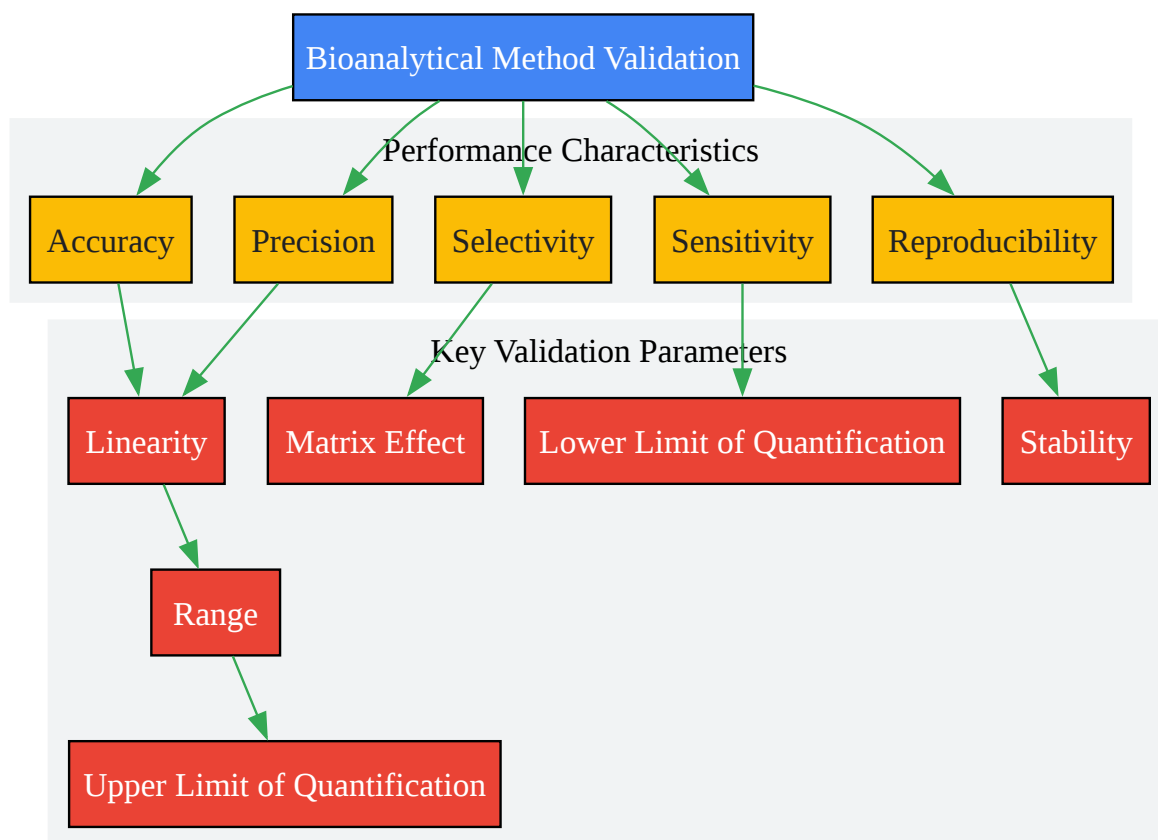 Bioanalytical Method Validation
Performance Characteristics
Accuracy
Precision
Selectivity
Sensitivity
Reproducibility
Key Validation Parameters
Linearity
Matrix Effect
Lower Limit of Quantification
Stability
Range
Upper Limit of Quantification